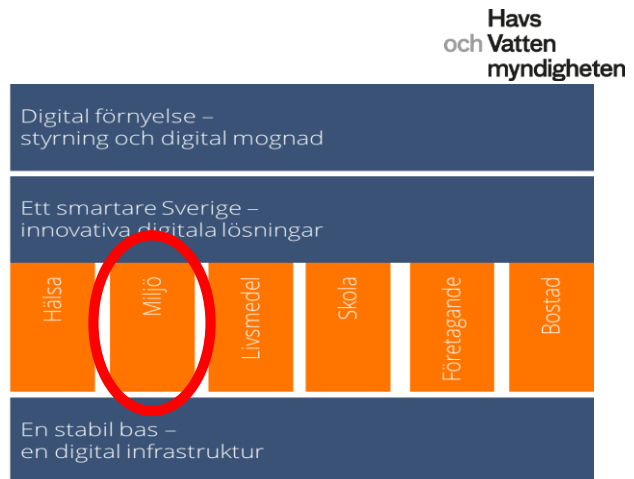 Havs
och Vatten
myndigheten
Digital förnyelse –
styrning och digital mognad
Ett smartare Sverige –
innovativa digitala lösningar
Hälsa
Miljö
Livsmedel
Skola
Företagande
Bostad
En stabil bas –
en digital infrastruktur